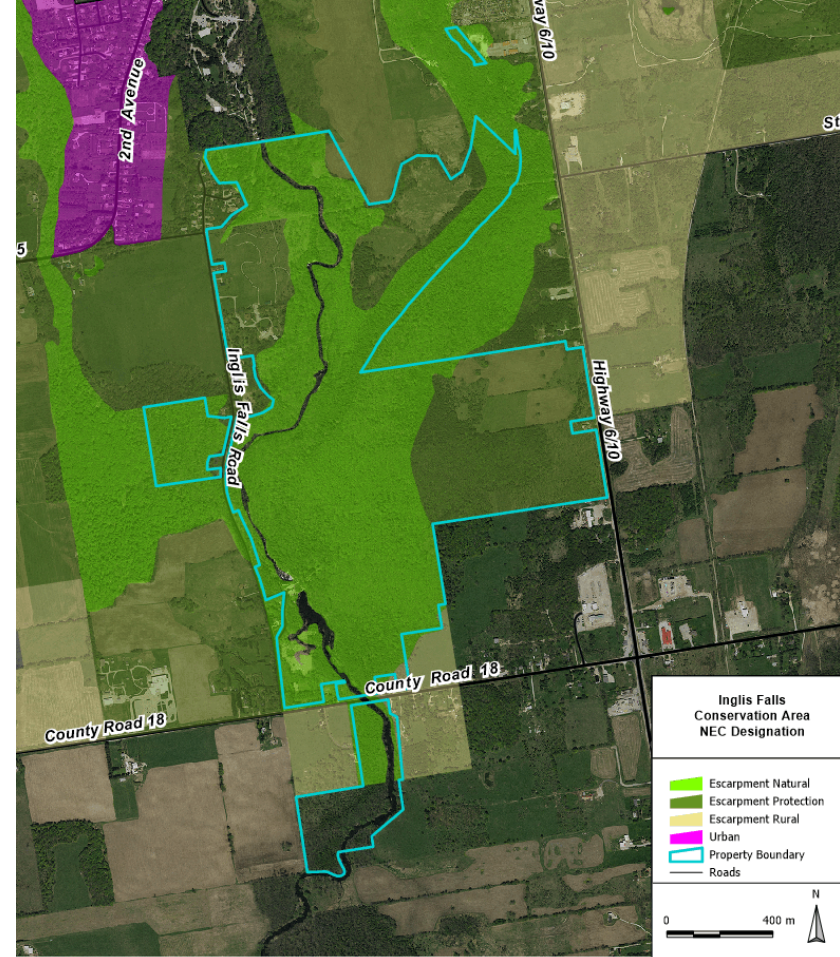 way 6/10
2nd Avenue
St
5
Inglis Falls Road
Highway 6/10
County Road 18
County Road 18
Inglis Falls
Conservation Area
NEC Designation
Escarpment Natural
Escarpment Protection
Escarpment Rural
Urban
Property Boundary
Roads
N
0 400 m